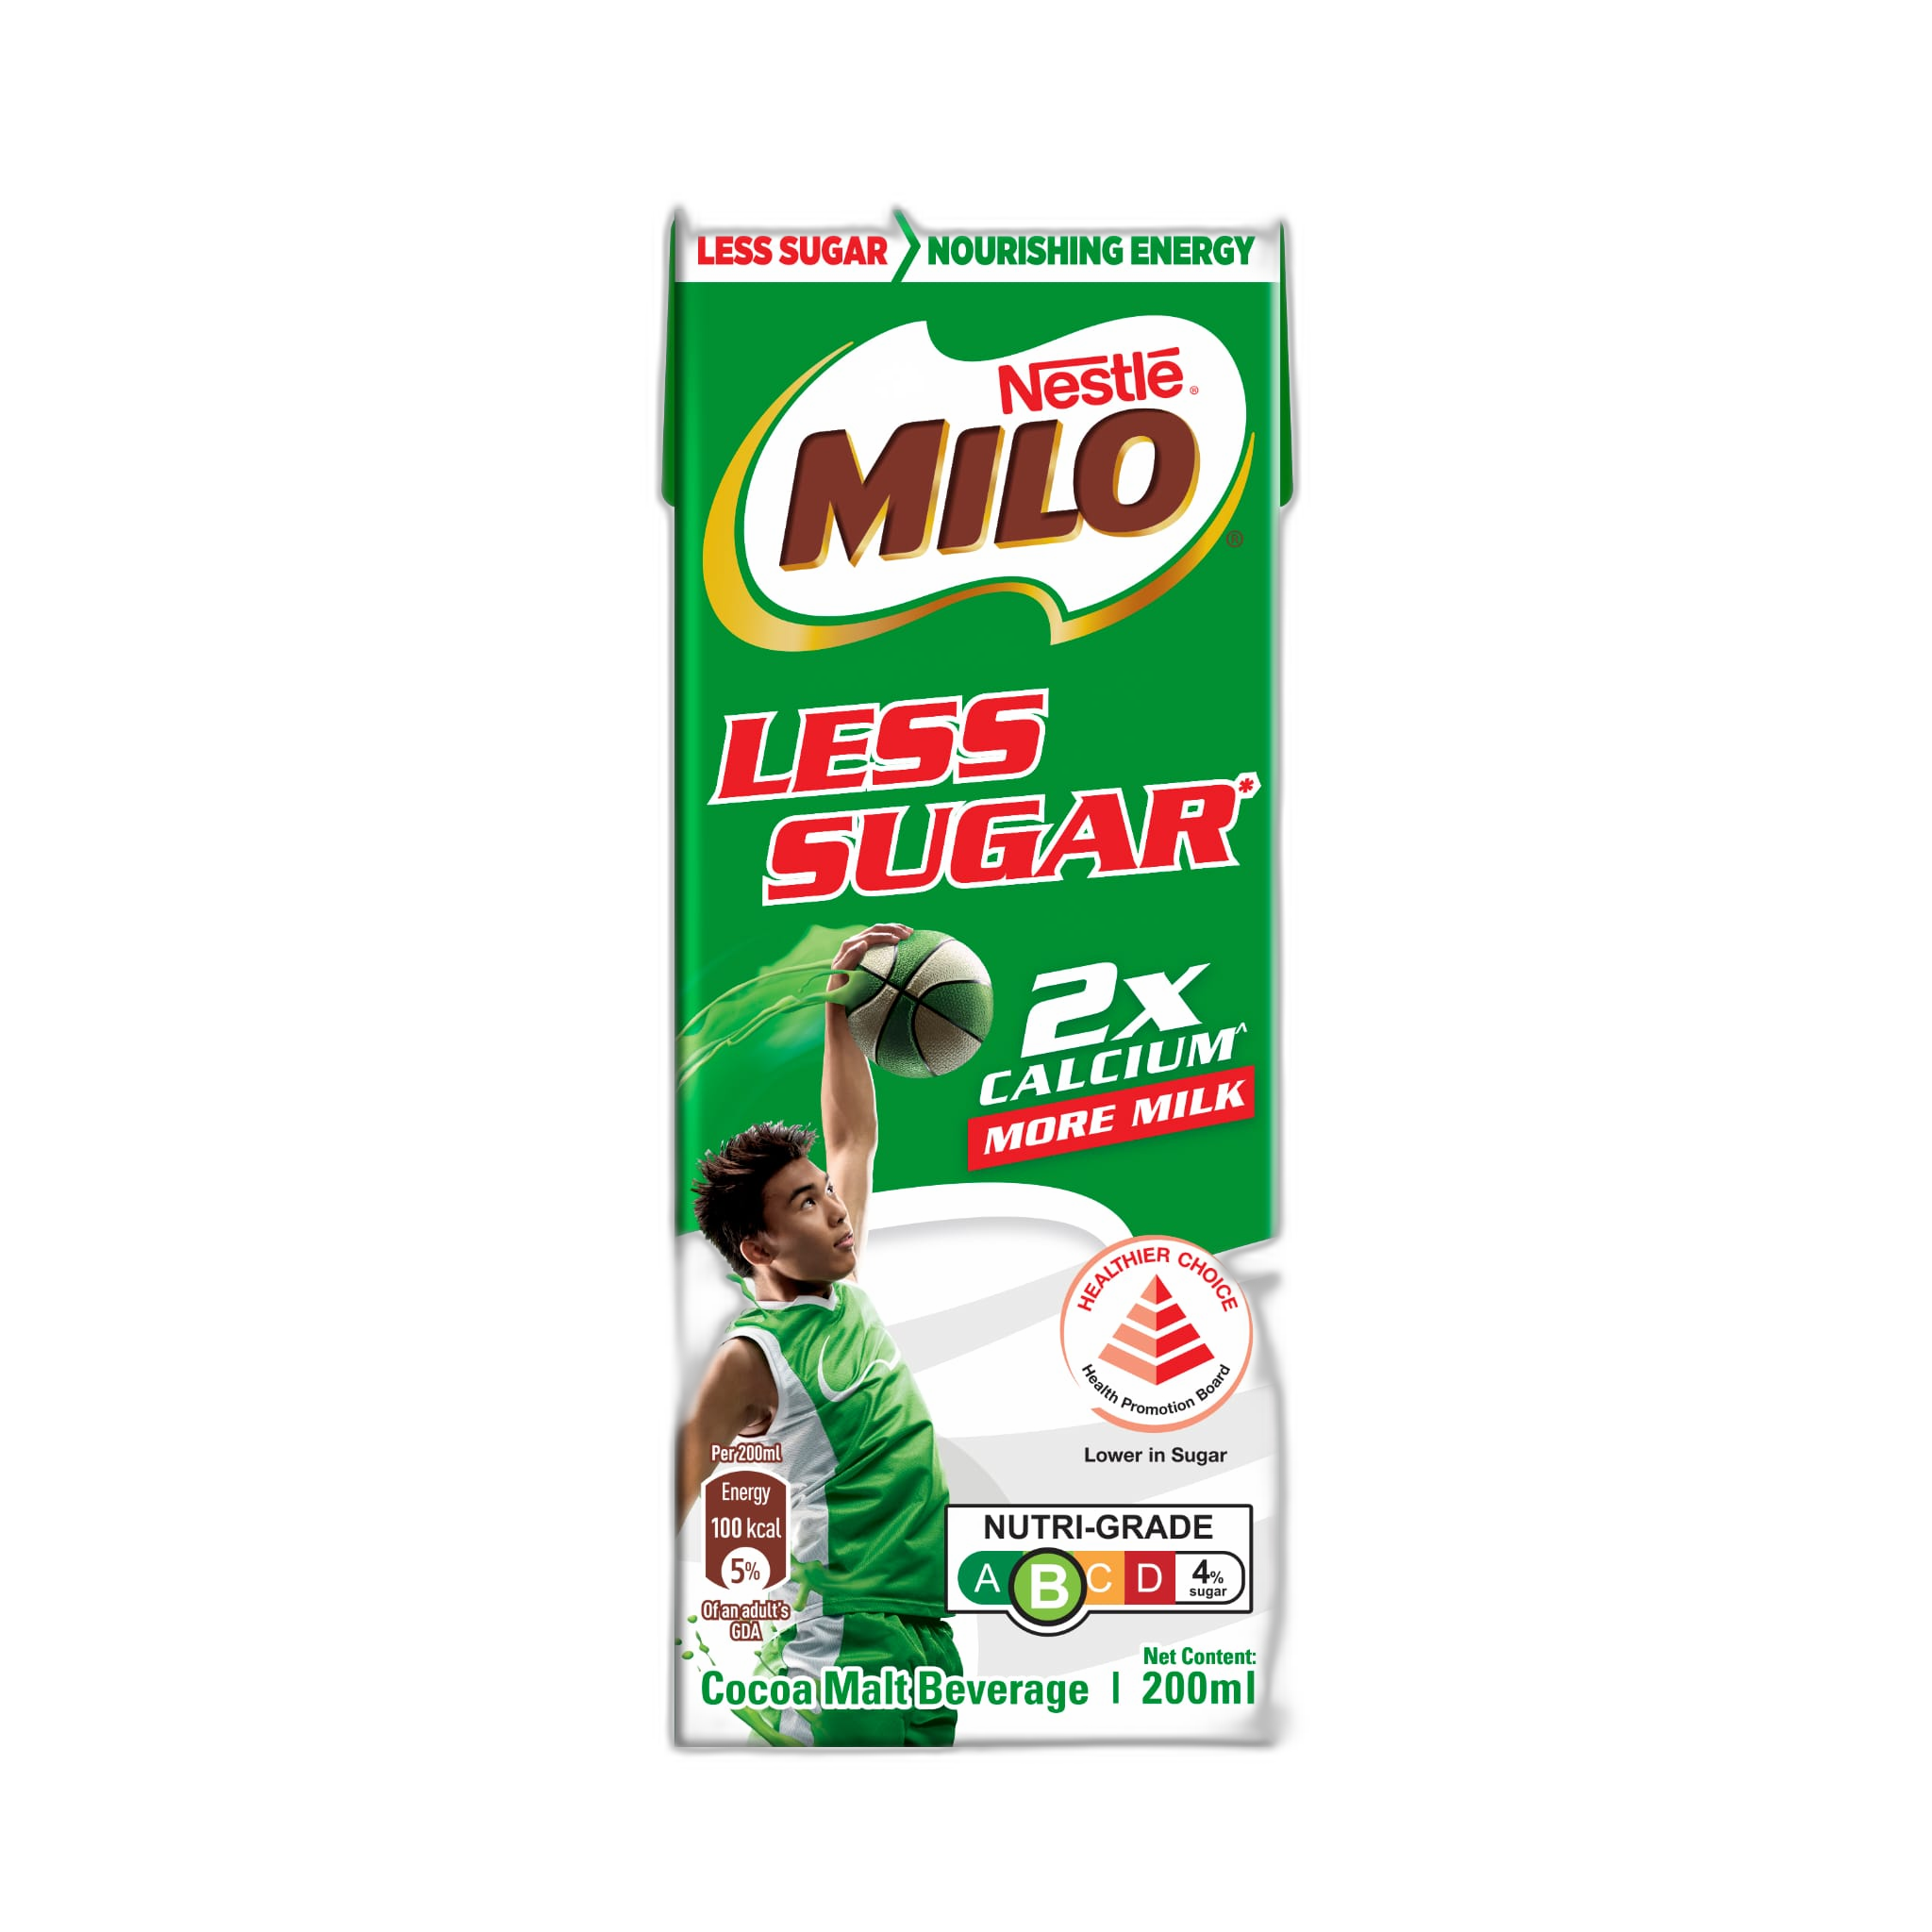 LESS SUGAR NOURISHING ENERGY
Nestlé®
MILO®
LESS
SUGAR*
2x
CALCIUM^
MORE MILK
HEALTHIER CHOICE
Health Promotion Board
Lower in Sugar
Per 200ml
Energy
100 kcal
5%
Of an adult's
GDA
NUTRI-GRADE
A B C D 4% sugar
Net Content:
Cocoa Malt Beverage | 200ml